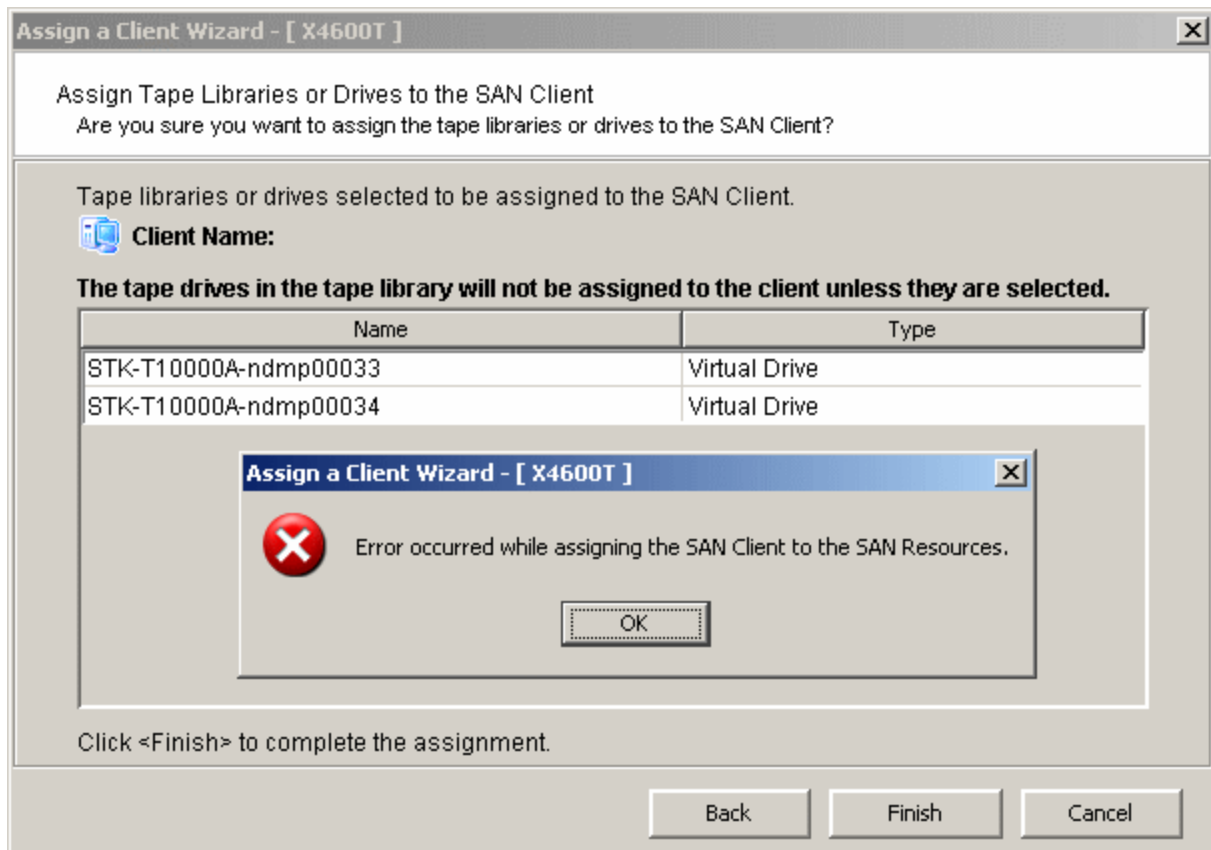 Assign a Client Wizard - [ X4600T ]
Assign Tape Libraries or Drives to the SAN Client
Are you sure you want to assign the tape libraries or drives to the SAN Client?
Tape libraries or drives selected to be assigned to the SAN Client.
Client Name:
The tape drives in the tape library will not be assigned to the client unless they are selected.
Name Type
STK-T10000A-ndmp00033 Virtual Drive
STK-T10000A-ndmp00034 Virtual Drive
Assign a Client Wizard - [ X4600T ]
Error occurred while assigning the SAN Client to the SAN Resources.
OK
Click <Finish> to complete the assignment.
Back Finish Cancel